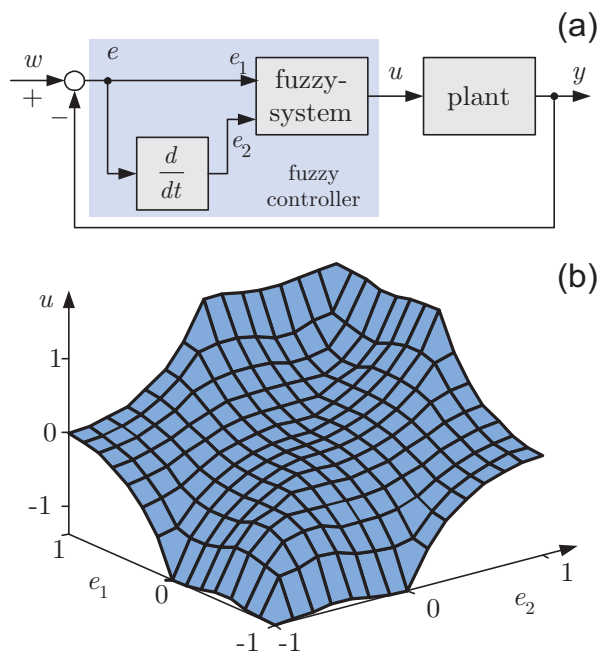 (a)
w
e
e1
fuzzy-
system
u
plant
y
+
−
e2
d
dt
fuzzy
controller
(b)
u
1
0
-1
1
e1
0
-1
-1
0
e2
1